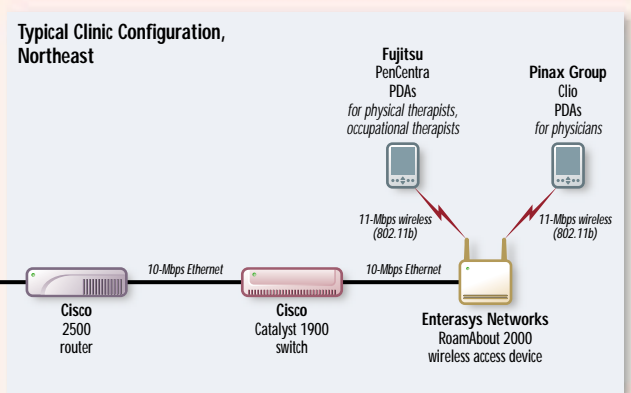 Typical Clinic Configuration,
Northeast
Fujitsu
PenCentra
PDAs
for physical therapists,
occupational therapists
Pinax Group
Clio
PDAs
for physicians
11-Mbps wireless
(802.11b)
11-Mbps wireless
(802.11b)
10-Mbps Ethernet
10-Mbps Ethernet
Cisco
2500
router
Cisco
Catalyst 1900
switch
Enterasys Networks
RoamAbout 2000
wireless access device